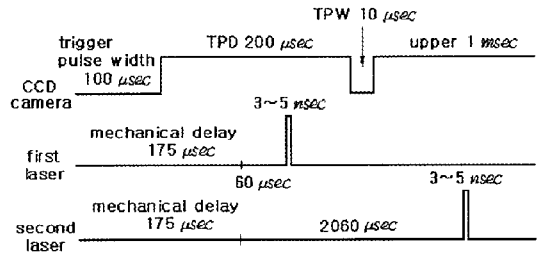 TPW 10 μsec
trigger
pulse width
TPD 200 μsec
upper 1 msec
100 μsec
CCD
camera
3~5 nsec
mechanical delay
175 μsec
first
laser
60 μsec
3~5 nsec
mechanical delay
175 μsec
2060 μsec
second
laser